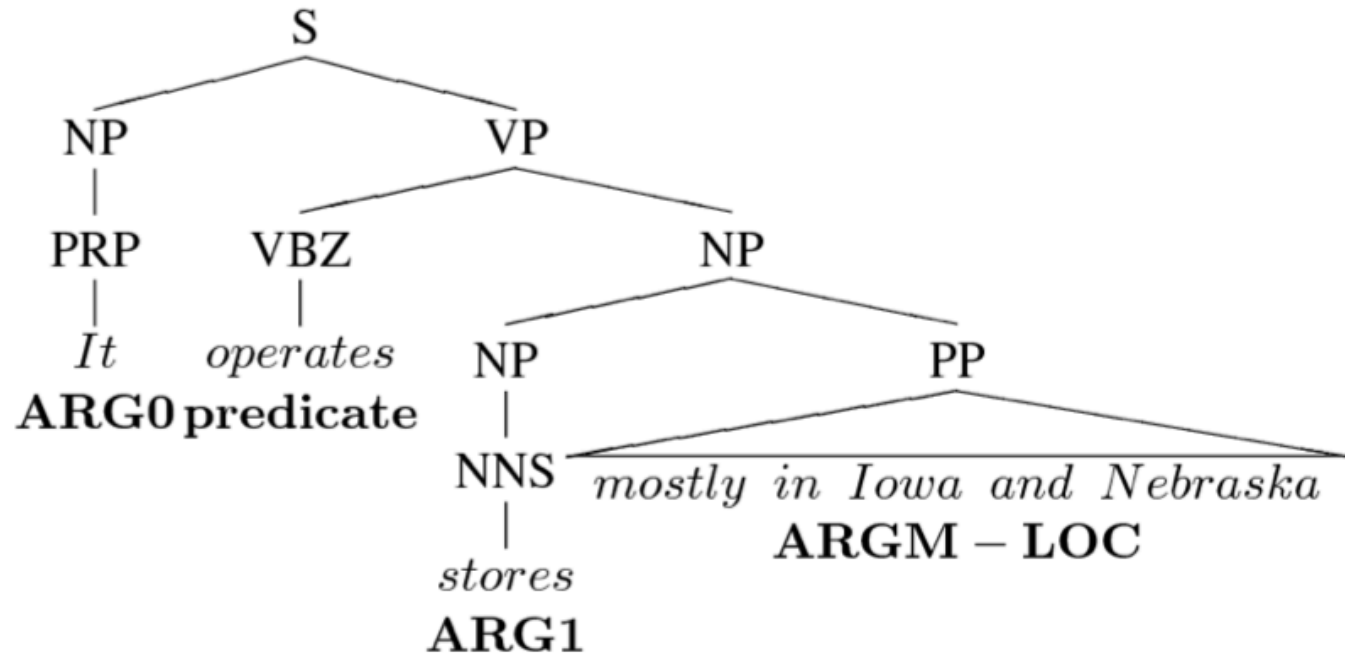 S
NP VP
PRP VBZ NP
It operates NP PP
ARG0 predicate
NNS mostly in Iowa and Nebraska
ARGM – LOC
stores
ARG1